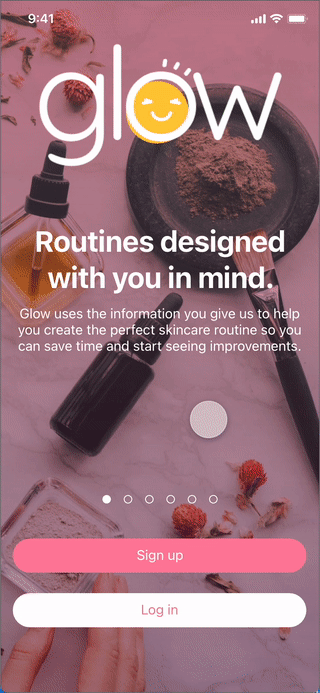 9:41
glow
Routines designed
with you in mind.
Glow uses the information you give us to help
you create the perfect skincare routine so you
can save time and start seeing improvements.
Sign up
Log in